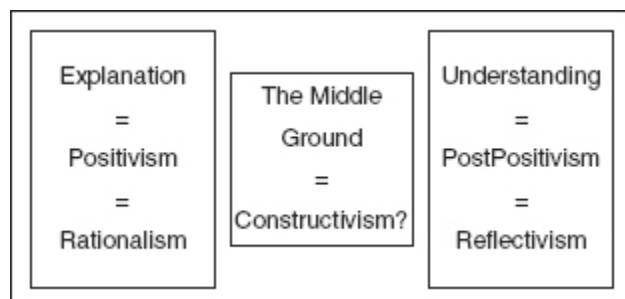 Explanation
=
Positivism
=
Rationalism
The Middle
Ground
=
Constructivism?
Understanding
=
PostPositivism
=
Reflectivism